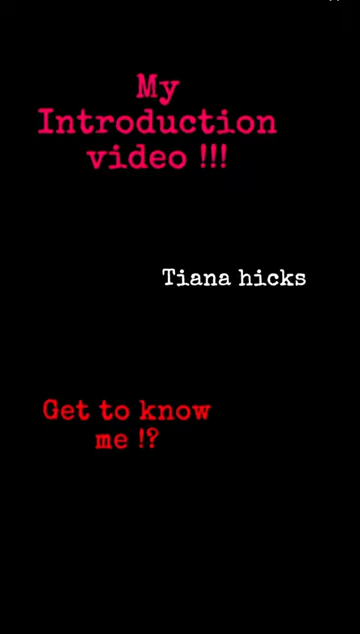 My
Introduction
video !!!
Tiana hicks
Get to know
me !?